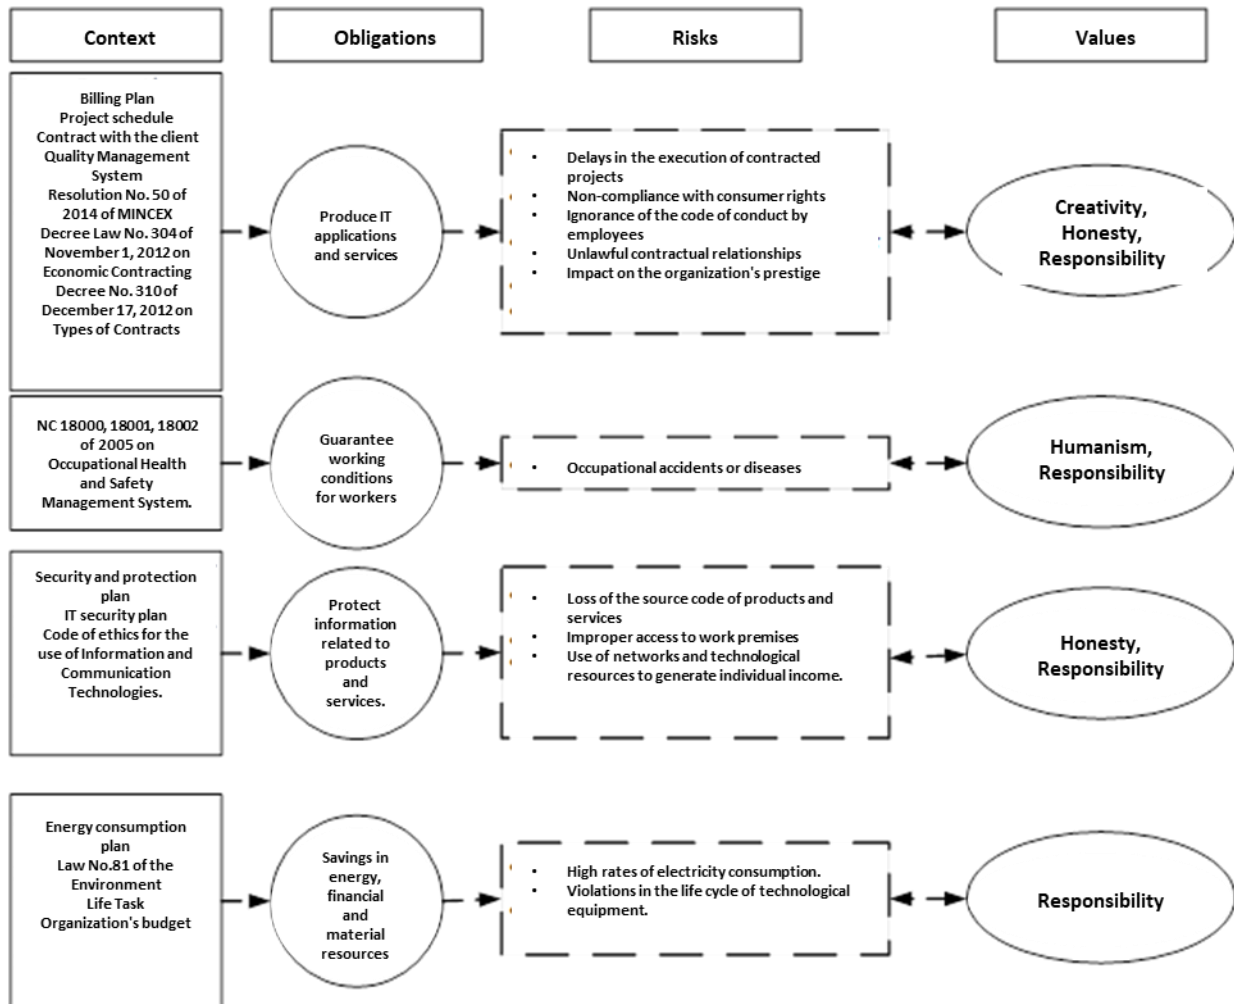 Context
Obligations
Risks
Values
Billing Plan
Project schedule
Contract with the client
Quality Management
System
Resolution No. 50 of
2014 of MINCEX
Decree Law No. 304 of
November 1, 2012 on
Economic Contracting
Decree No. 310 of
December 17, 2012 on
Types of Contracts
Produce IT
applications
and services
• Delays in the execution of contracted
projects
• Non-compliance with consumer rights
• Ignorance of the code of conduct by
employees
• Unlawful contractual relationships
• Impact on the organization's prestige
Creativity,
Honesty,
Responsibility
NC 18000, 18001, 18002
of 2005 on
Occupational Health
and Safety
Management System.
Guarantee
working
conditions
for workers
• Occupational accidents or diseases
Humanism,
Responsibility
Security and protection
plan
IT security plan
Code of ethics for the
use of Information and
Communication
Technologies.
Protect
information
related to
products
and
services.
• Loss of the source code of products and
services
• Improper access to work premises
• Use of networks and technological
resources to generate individual income.
Honesty,
Responsibility
Energy consumption
plan
Law No.81 of the
Environment
Life Task
Organization's budget
Savings in
energy,
financial
and
material
resources
• High rates of electricity consumption.
• Violations in the life cycle of technological
equipment.
Responsibility